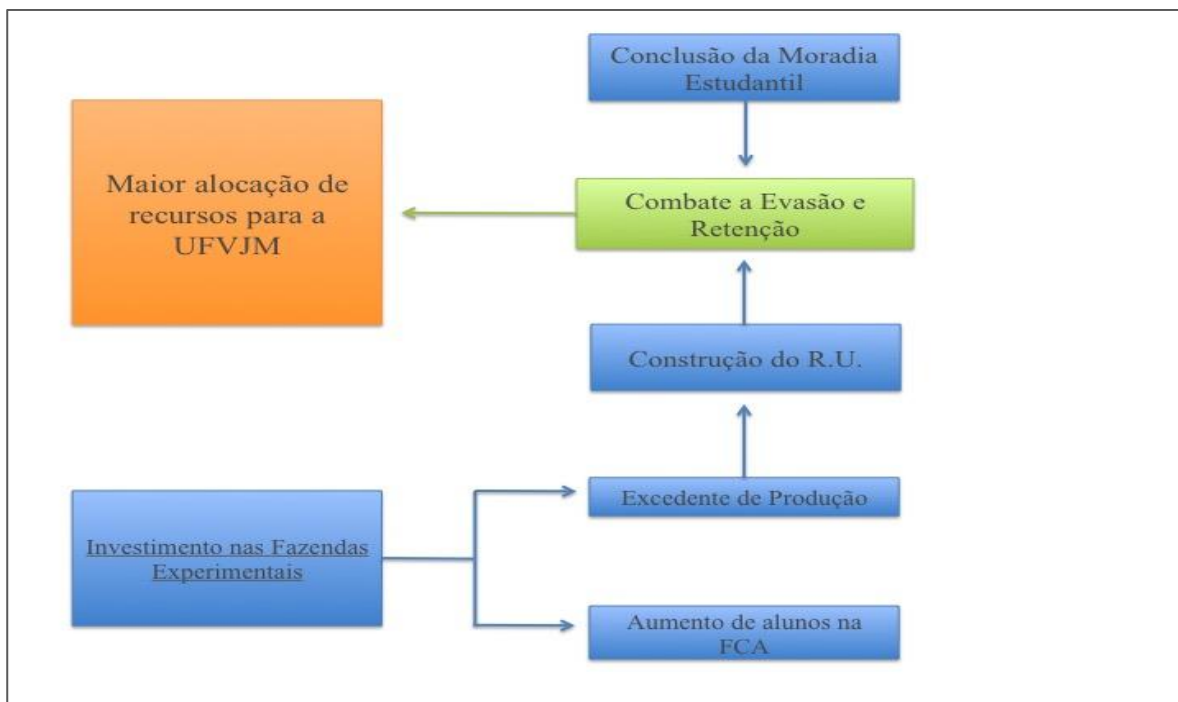 Conclusão da Moradia
Estudantil
Maior alocação de
recursos para a
UFVJM
Combate a Evasão e
Retenção
Construção do R.U.
Excedente de Produção
Investimento nas Fazendas
Experimentais
Aumento de alunos na
FCA